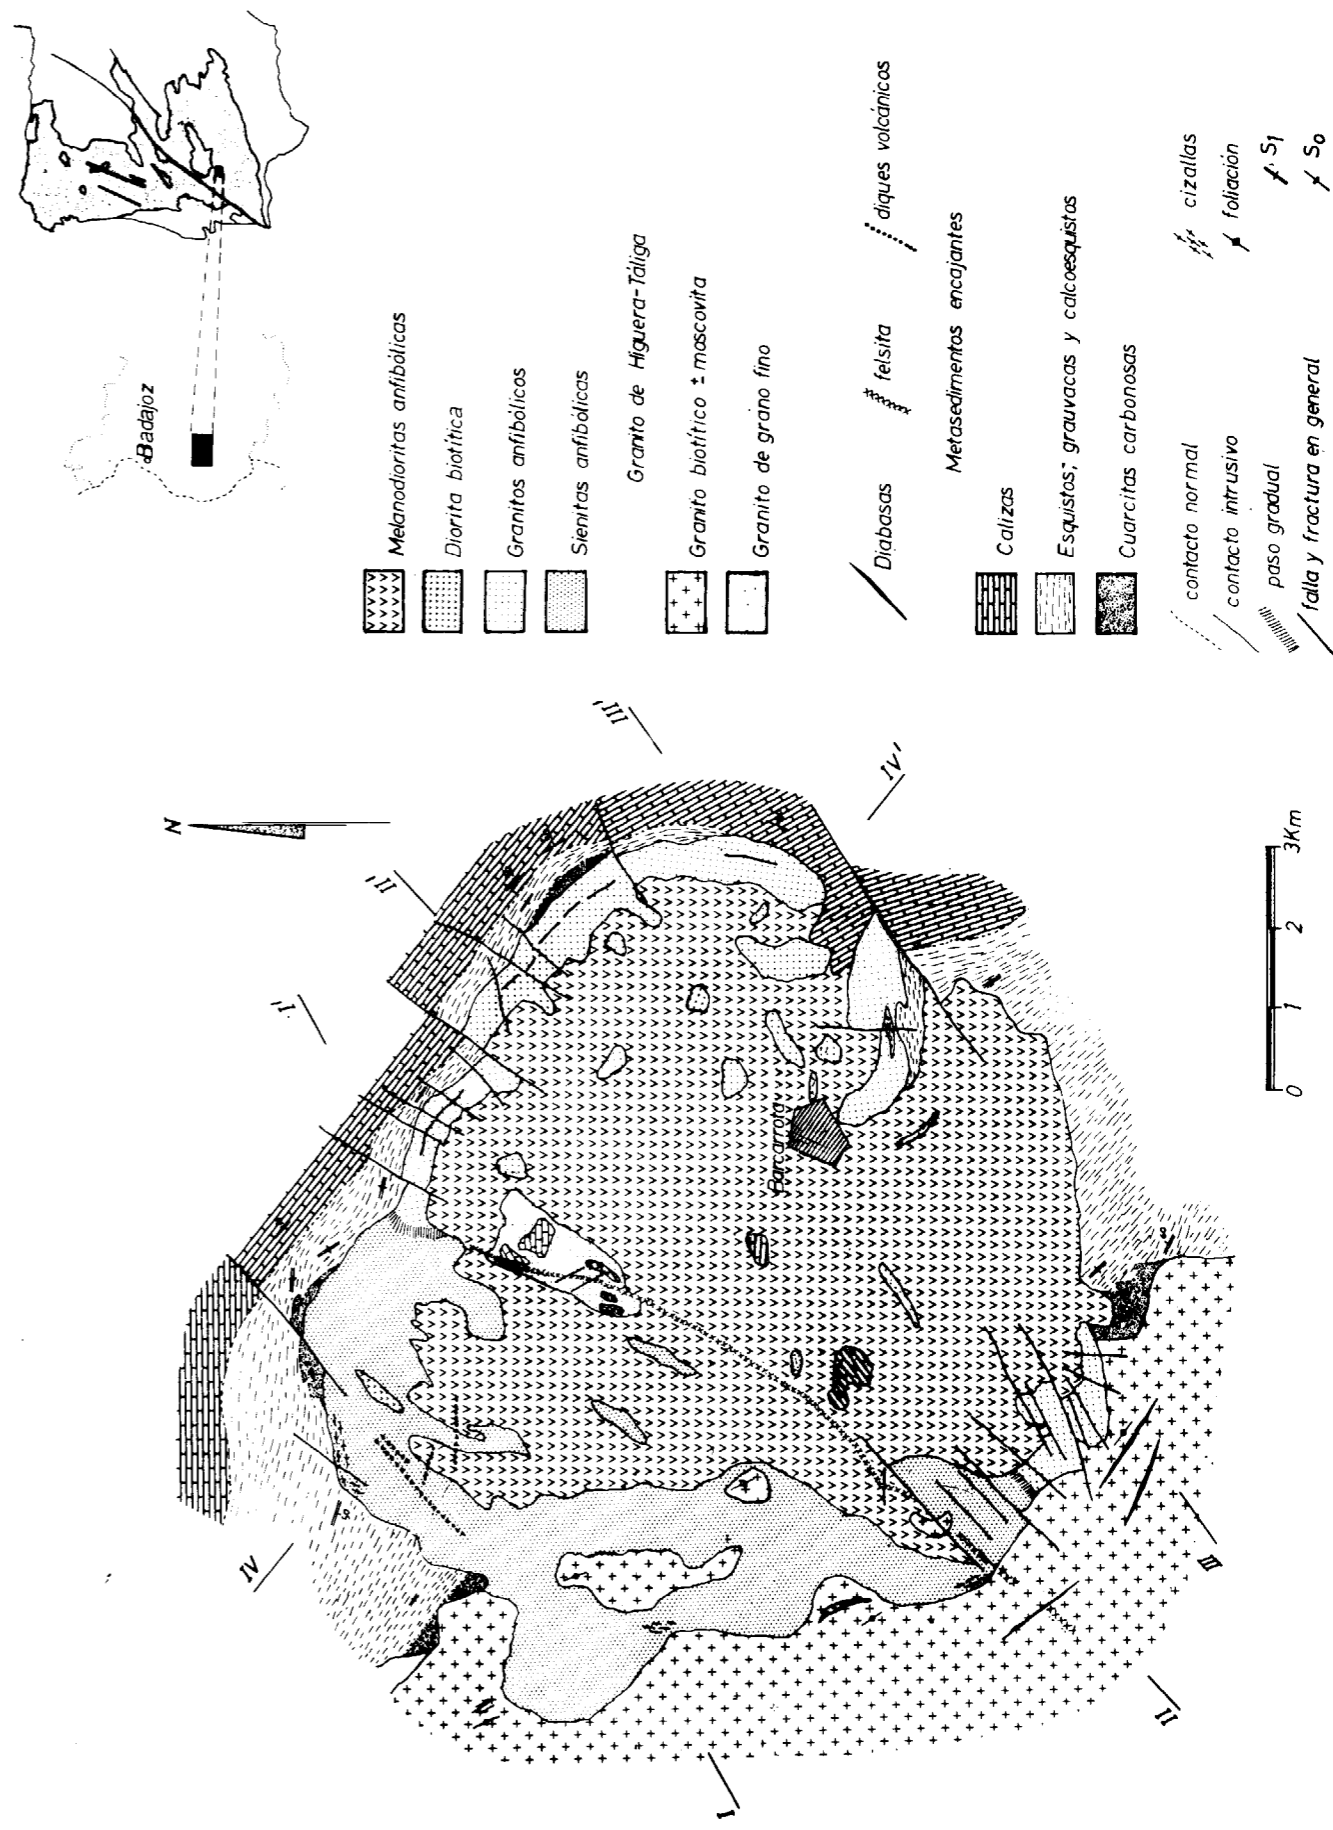 Badajoz
Melanodioritas anfibólicas
Diorita biotítica
Granitos anfibólicos
Sienitas anfibólicas
Granito de Higuera-Táliga
Granito biotítico ± moscovita
Granito de grano fino
Diabasas
felsita
diques volcánicos
Metasedimentos encajantes
Calizas
Esquistos, grauvacas y calcoesquistos
Cuarcitas carbonosas
contacto normal
contacto intrusivo
paso gradual
falla y fractura en general
cizallas
foliación
S1
S0
N
I
I'
II
II'
III
III'
IV
IV'
Barcarrota
0 1 2 3Km